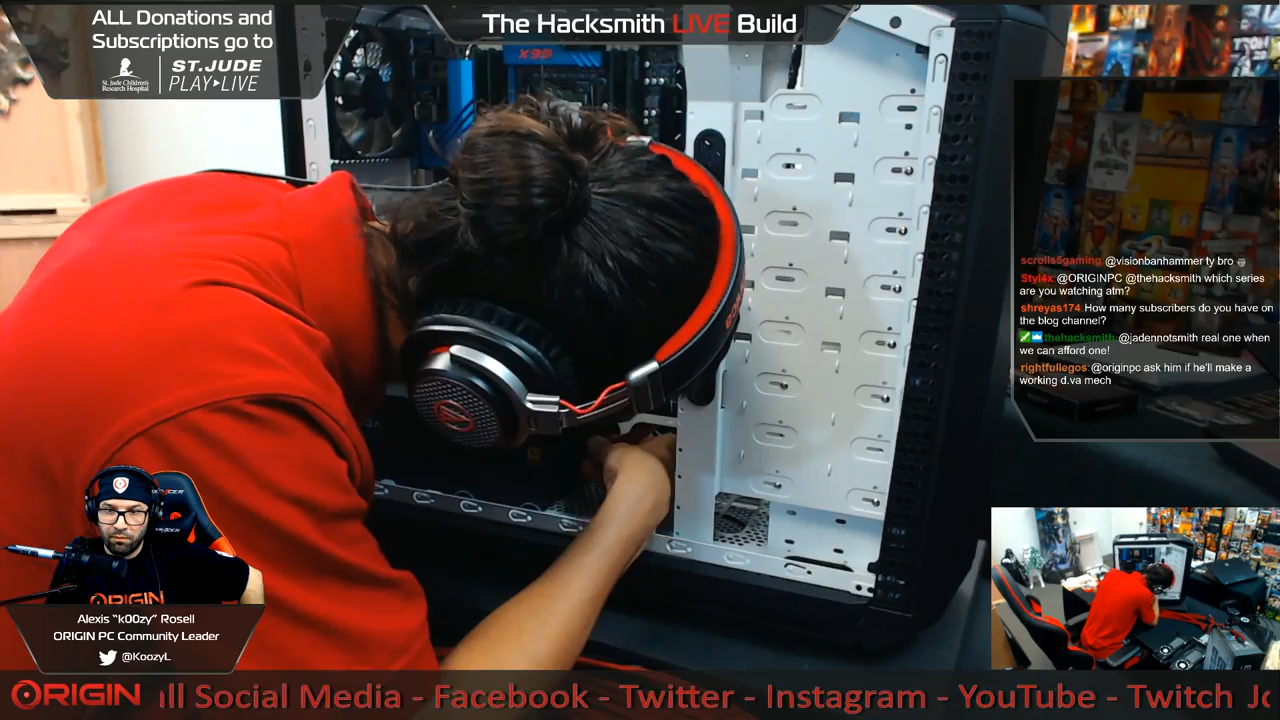 ALL Donations and
Subscriptions go to
St. Jude Children's
Research Hospital
ST. JUDE
PLAY LIVE
The Hacksmith LIVE Build
X99
scrolls5gaming: @visionbanhammer ty bro
Styl4x: @ORIGINPC @thehacksmith which series
are you watching atm?
shreyas174: How many subscribers do you have on
the blog channel?
thehacksmith: @jadennotsmith real one when
we can afford one!
rightfullegos: @originpc ask him if he'll make a
working d.va mech
ORIGIN
Alexis "k00zy" Rosell
ORIGIN PC Community Leader
@KoozyL
ORIGIN
ll Social Media - Facebook - Twitter - Instagram - YouTube - Twitch Jo